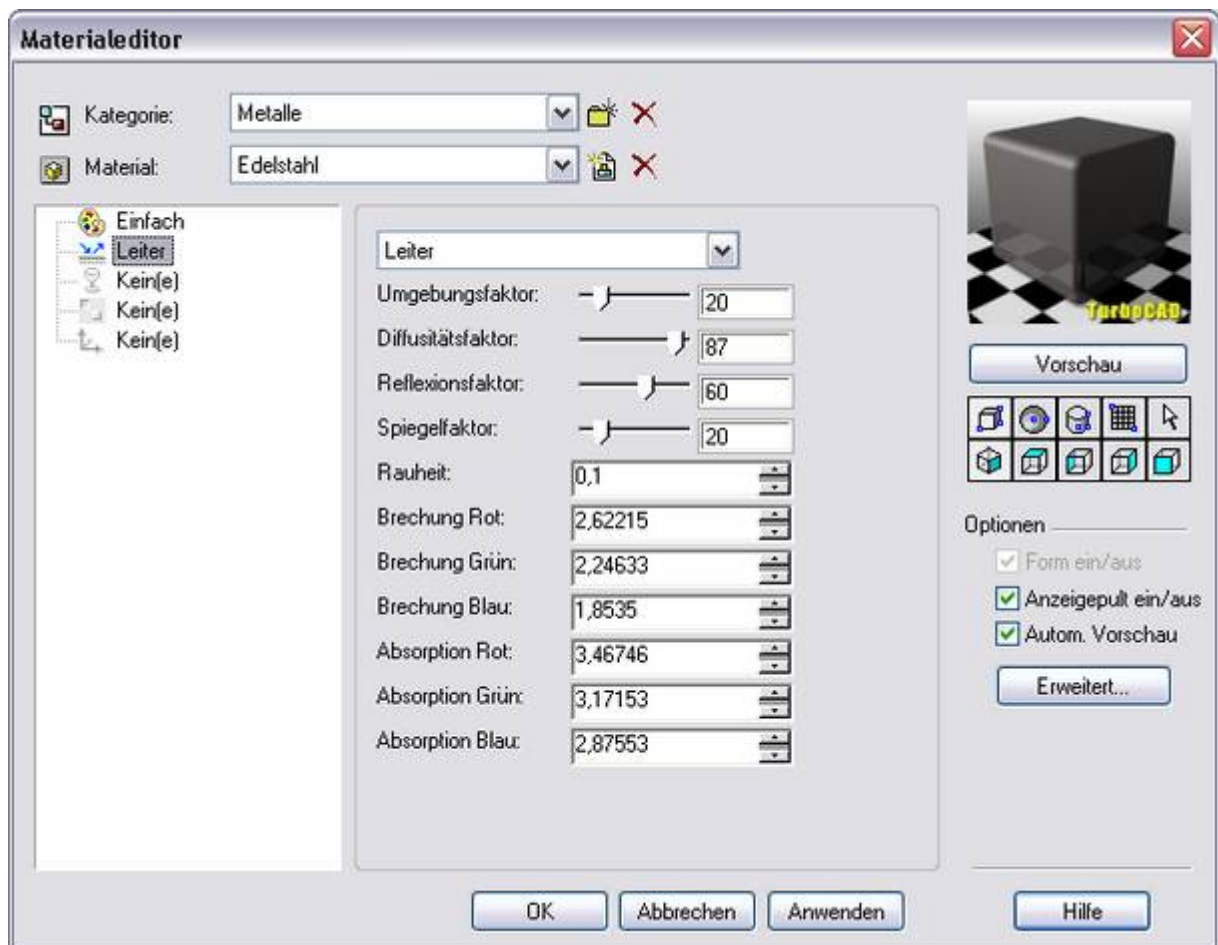 Materialeditor
Kategorie: Metalle
Material: Edelstahl
Einfach
Leiter
Kein(e)
Kein(e)
Kein(e)
Leiter
Umgebungsfaktor: 20
Diffusitätsfaktor: 87
Reflexionsfaktor: 60
Spiegelfaktor: 20
Rauheit: 0,1
Brechung Rot: 2,62215
Brechung Grün: 2,24633
Brechung Blau: 1,8535
Absorption Rot: 3,46746
Absorption Grün: 3,17153
Absorption Blau: 2,87553
TurboCAD
Vorschau
Optionen
Form ein/aus
Anzeigepult ein/aus
Autom. Vorschau
Erweitert...
OK Abbrechen Anwenden Hilfe